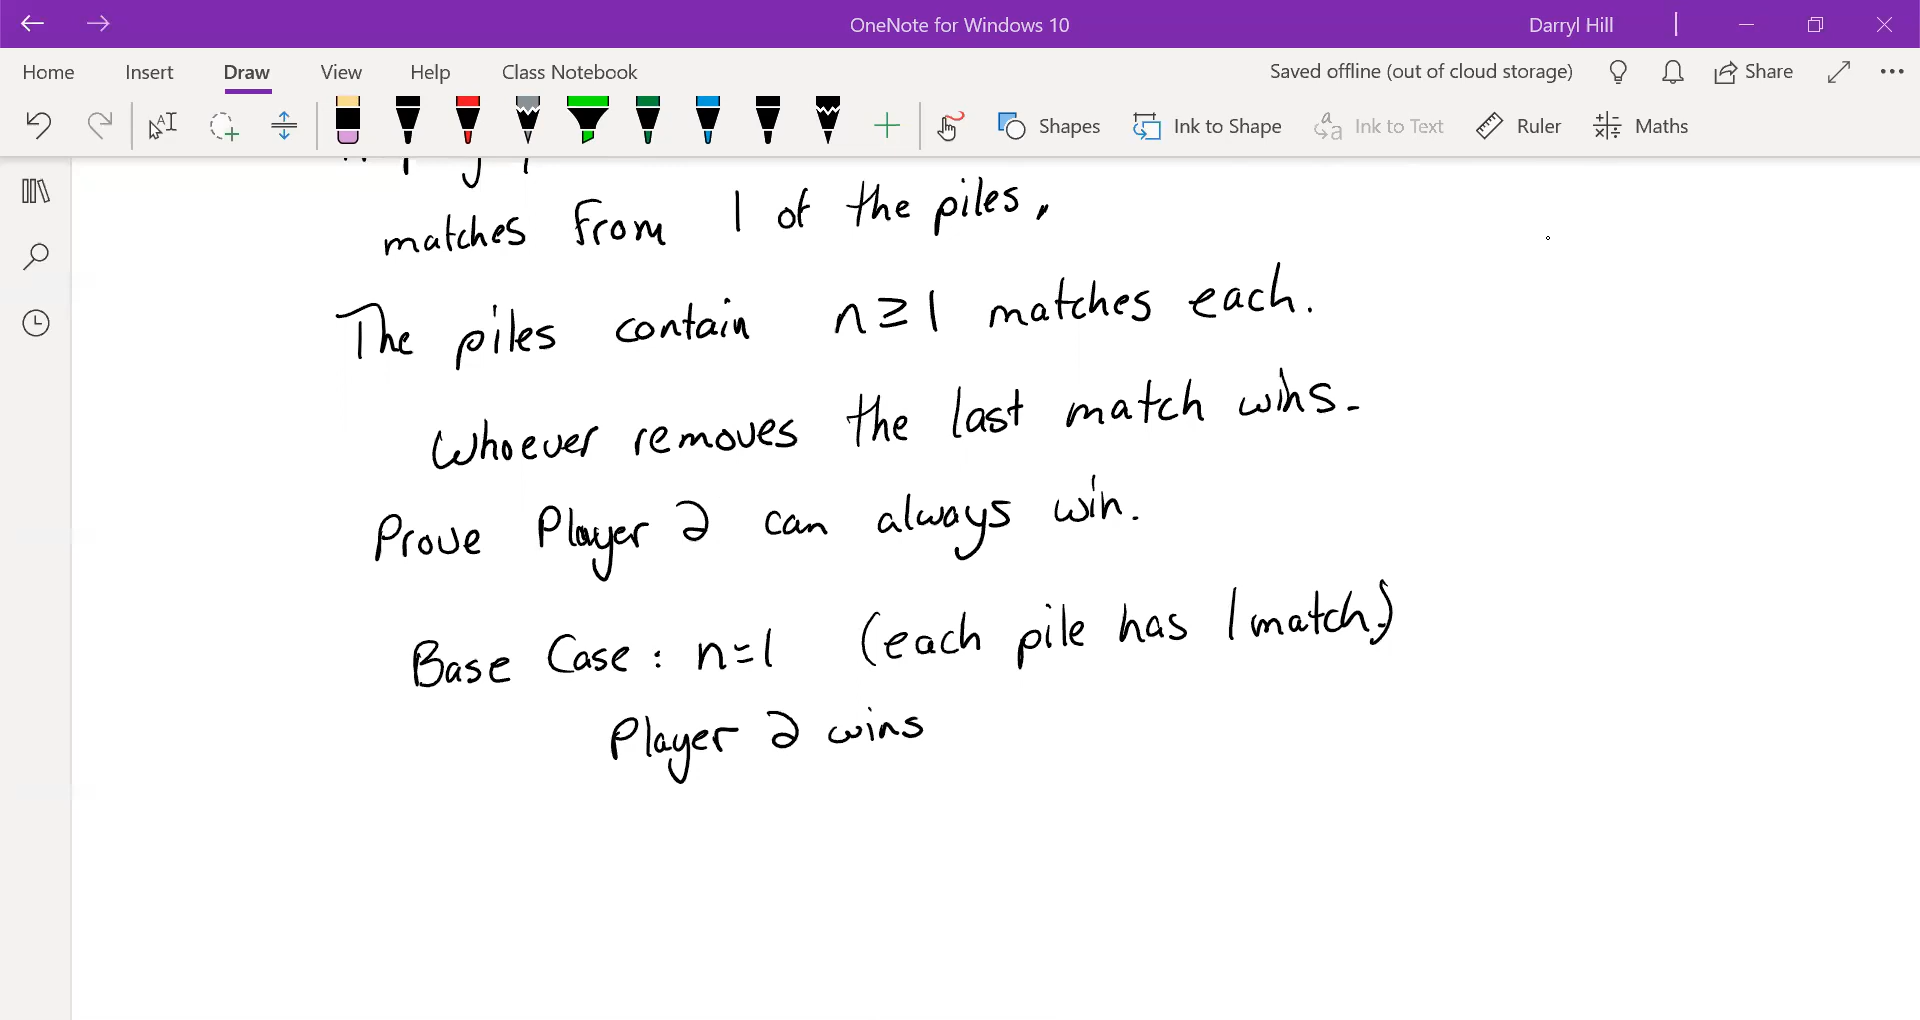 OneNote for Windows 10
Darryl Hill
Home Insert Draw View Help Class Notebook
Saved offline (out of cloud storage) Share
Shapes Ink to Shape Ink to Text Ruler Maths
matches from 1 of the piles.
The piles contain n ≥ 1 matches each.
Whoever removes the last match wins.
Prove Player 2 can always win.
Base Case : n=1 (each pile has 1 match.)
Player 2 wins